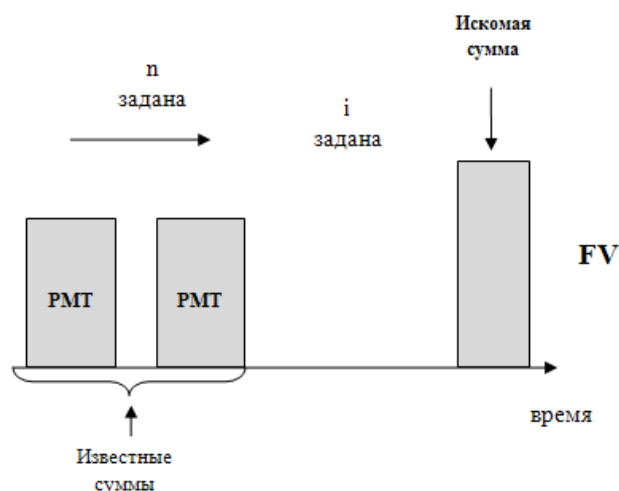 Искомая
сумма
n
задана
i
задана
PMT
PMT
FV
время
Известные
суммы